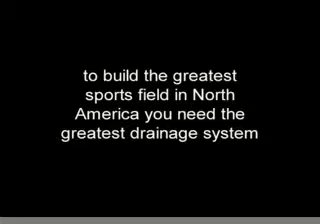 to build the greatest
sports field in North
America you need the
greatest drainage system